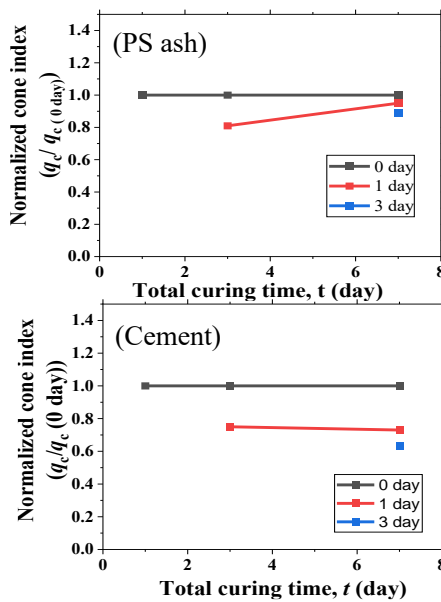 (PS ash)
Normalized cone index
(qc/ qc ( 0 day))
1.4
1.2
1.0
0.8
0.6
0.4
0.2
0.0
0 day
1 day
3 day
0 2 4 6 8
Total curing time, t (day)
(Cement)
Normalized cone index
(qc/qc (0 day))
1.4
1.2
1.0
0.8
0.6
0.4
0.2
0.0
0 day
1 day
3 day
0 2 4 6 8
Total curing time, t (day)